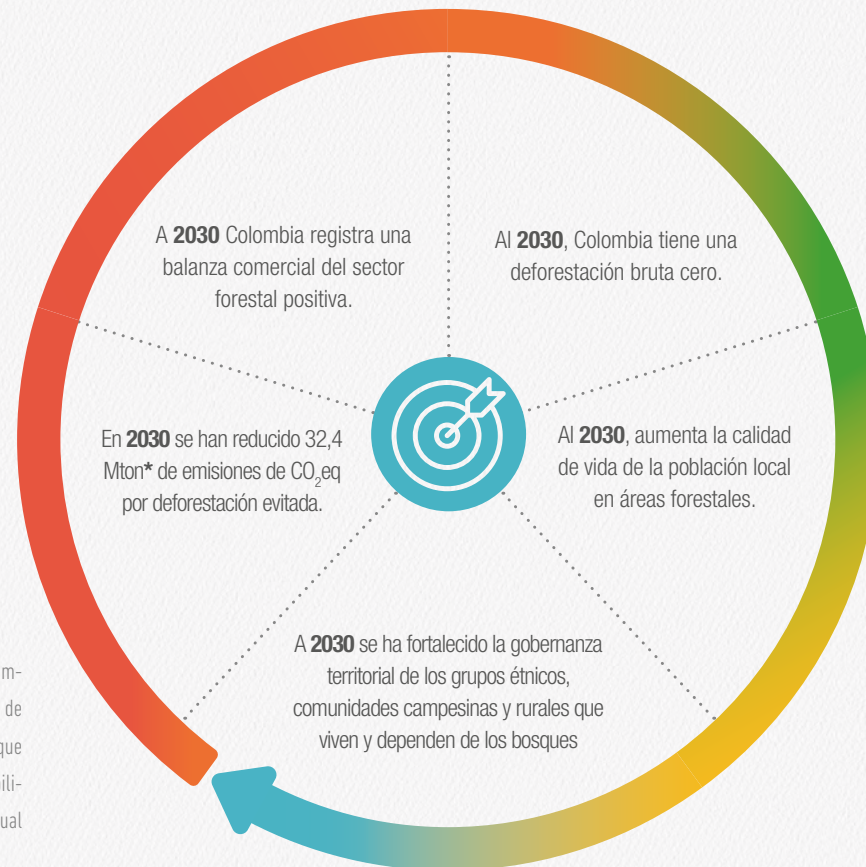 A 2030 Colombia registra una
balanza comercial del sector
forestal positiva.
Al 2030, Colombia tiene una
deforestación bruta cero.
En 2030 se han reducido 32,4
Mton* de emisiones de CO₂eq
por deforestación evitada.
Al 2030, aumenta la calidad
de vida de la población local
en áreas forestales.
A 2030 se ha fortalecido la gobernanza
territorial de los grupos étnicos,
comunidades campesinas y rurales que
viven y dependen de los bosques
m-
de
que
ili-
ual